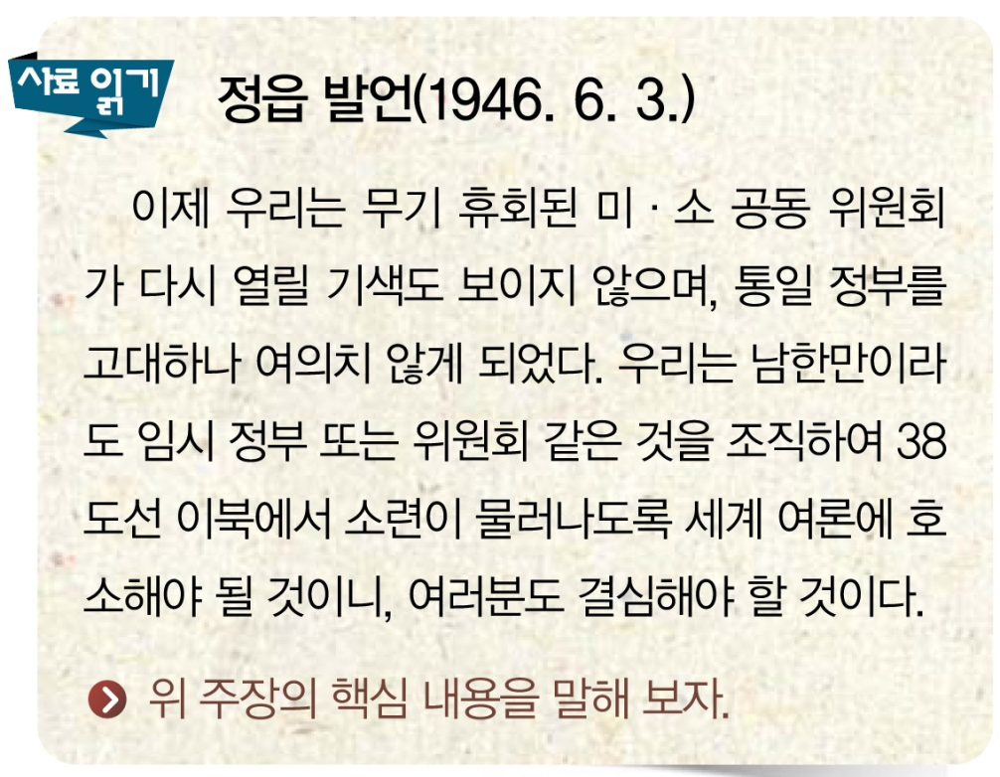 사료 읽기
정읍 발언(1946. 6. 3.)
이제 우리는 무기 휴회된 미·소 공동 위원회
가 다시 열릴 기색도 보이지 않으며, 통일 정부를
고대하나 여의치 않게 되었다. 우리는 남한만이라
도 임시 정부 또는 위원회 같은 것을 조직하여 38
도선 이북에서 소련이 물러나도록 세계 여론에 호
소해야 될 것이니, 여러분도 결심해야 할 것이다.
위 주장의 핵심 내용을 말해 보자.